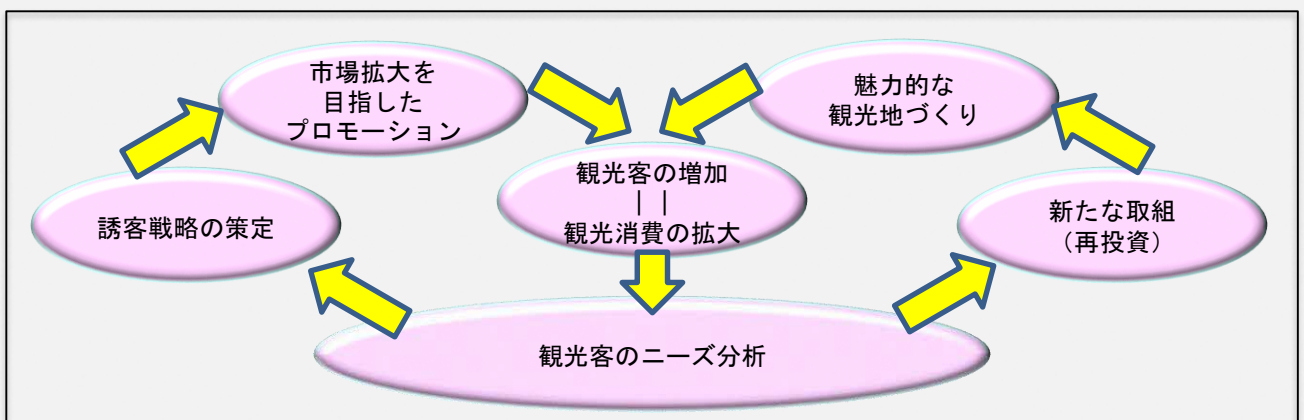 市場拡大を
目指した
プロモーション
魅力的な
観光地づくり
観光客の増加
||
観光消費の拡大
誘客戦略の策定
新たな取組
（再投資）
観光客のニーズ分析